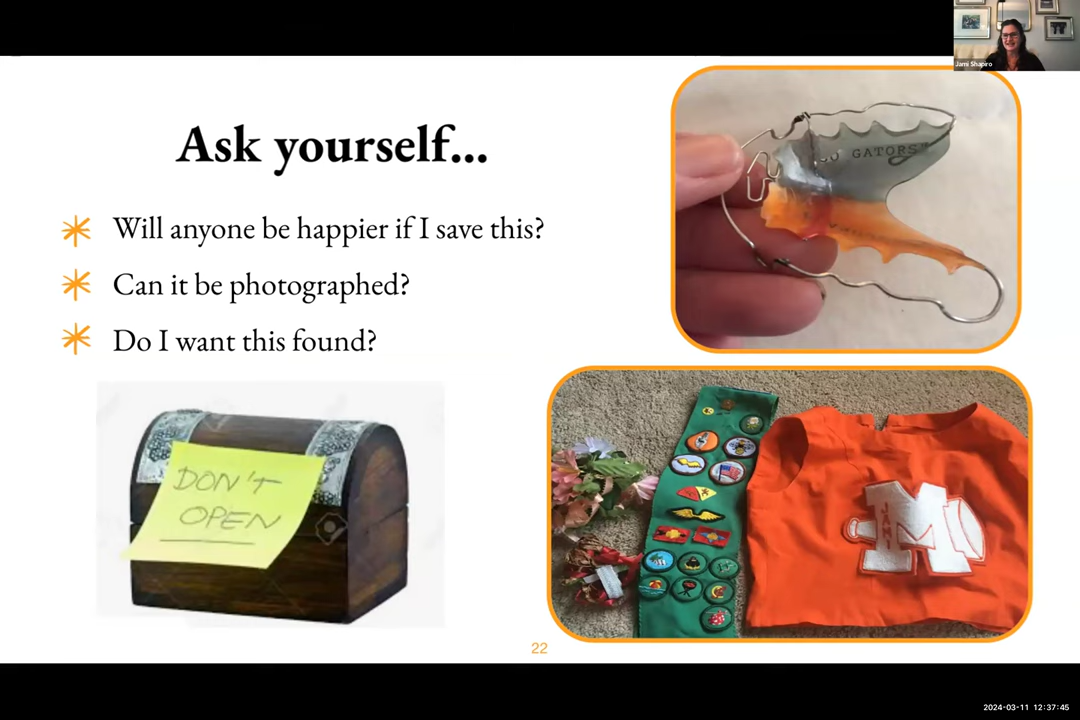 Jami Shapiro
Ask yourself...
Will anyone be happier if I save this?
Can it be photographed?
Do I want this found?
GATORS
DON'T
OPEN
JAMI
M
22
2024-03-11 12:37:45